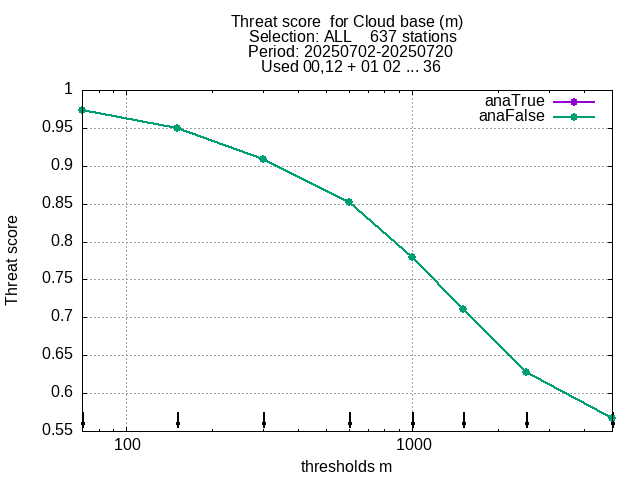 Threat score  for Cloud base (m)
Selection: ALL    637 stations
Period: 20250702-20250720
Used 00,12 + 01 02 ... 36
anaTrue
anaFalse
1
0.95
0.9
0.85
0.8
0.75
0.7
0.65
0.6
0.55
Threat score
100
1000
thresholds m